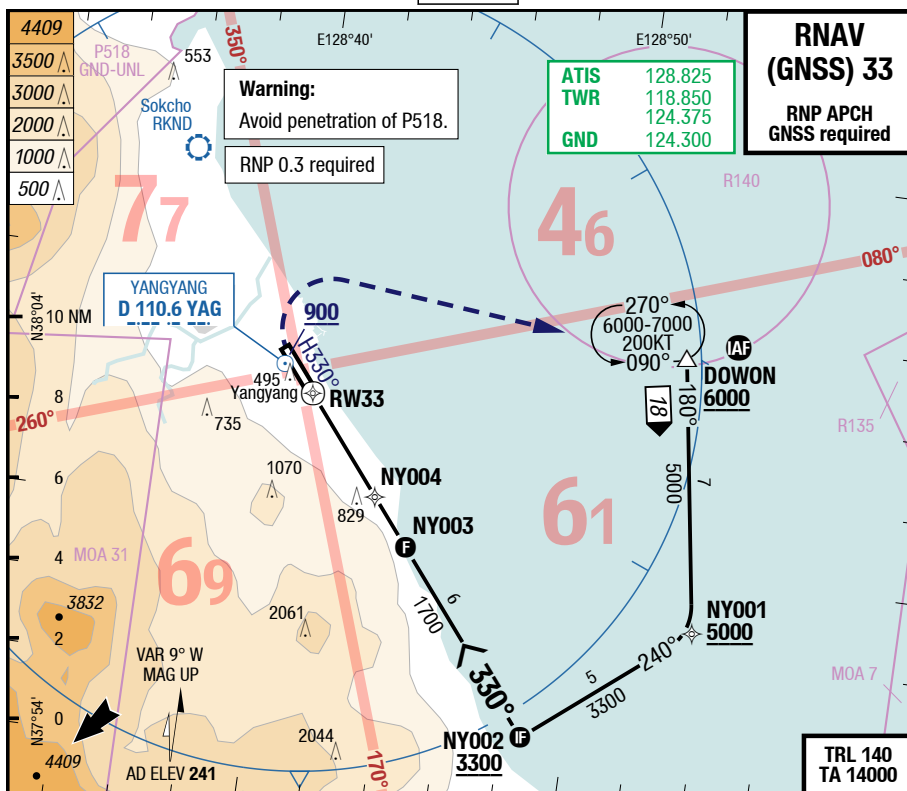 4409
3500
3000
2000
1000
500
P518
GND-UNL
553
350°
E128°40'
E128°50'
RNAV
(GNSS) 33
RNP APCH
GNSS required
ATIS 128.825
TWR 118.850
124.375
GND 124.300
Warning:
Avoid penetration of P518.
RNP 0.3 required
Sokcho
RKND
77
46
R140
080°
YANGYANG
D 110.6 YAG
N38°04'
10 NM
900
H330°
270°
6000-7000
200KT
090°
IAF
DOWON
6000
180°
18
495
Yangyang
RW33
8
260°
735
R135
5000
7
6
1070
829
NY004
NY003
F
61
4
MOA 31
69
3832
2
2061
6
1700
NY001
5000
240°
5
3300
330°
VAR 9° W
MAG UP
MOA 7
N37°54'
0
2044
NY002
3300
IF
4409
AD ELEV 241
170°
TRL 140
TA 14000